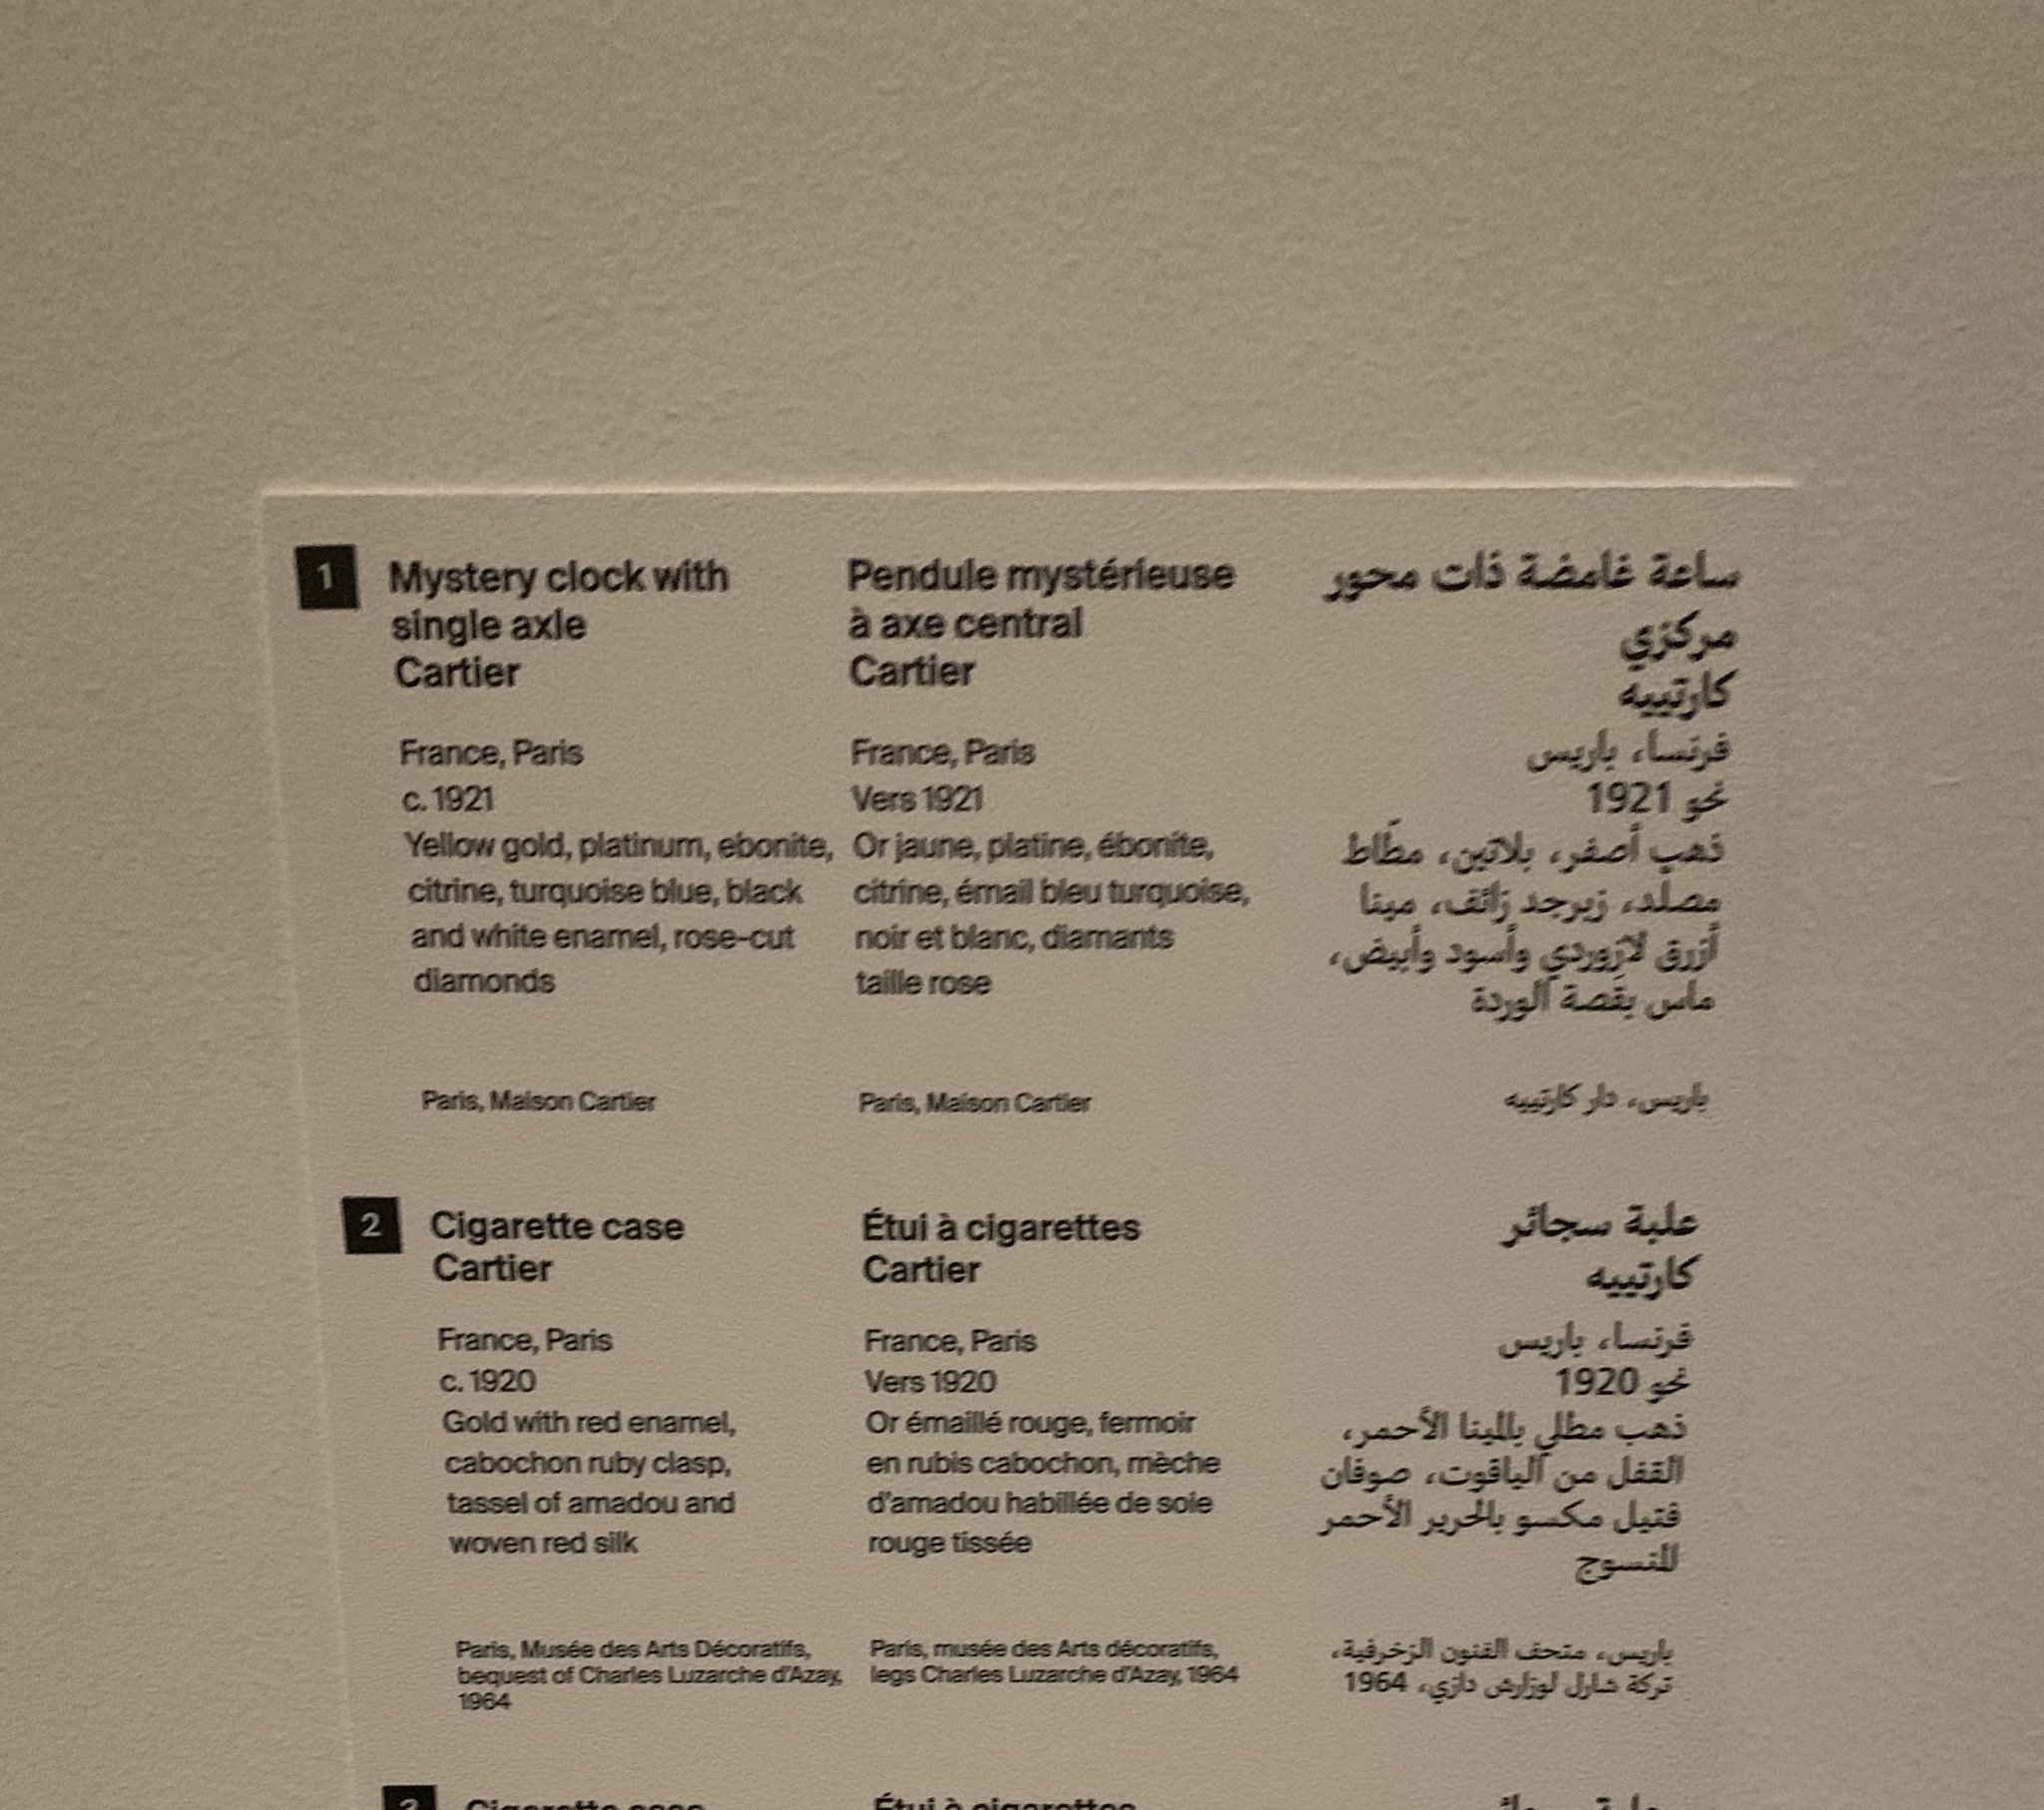 1
Mystery clock with
single axle
Cartier
France, Paris
c. 1921
Yellow gold, platinum, ebonite,
citrine, turquoise blue, black
and white enamel, rose-cut
diamonds
Paris, Maison Cartier
Pendule mystérieuse
à axe central
Cartier
France, Paris
Vers 1921
Or jaune, platine, ébonite,
citrine, émail bleu turquoise,
noir et blanc, diamants
taille rose
Paris, Maison Cartier
ساعة غامضة ذات محور
مركزي
كارتييه
فرنسا، باريس
نحو 1921
ذهب أصفر، بلاتين، مطّاط
مصلد، زبرجد زائف، مينا
أزرق لازوردي وأسود وأبيض،
ماس بقَصة الوردة
باريس، دار كارتييه
2
Cigarette case
Cartier
France, Paris
c. 1920
Gold with red enamel,
cabochon ruby clasp,
tassel of amadou and
woven red silk
Paris, Musée des Arts Décoratifs,
bequest of Charles Luzarche d'Azay,
1964
Étui à cigarettes
Cartier
France, Paris
Vers 1920
Or émaillé rouge, fermoir
en rubis cabochon, mèche
d'amadou habillée de soie
rouge tissée
Paris, musée des Arts décoratifs,
legs Charles Luzarche d'Azay, 1964
علبة سجائر
كارتييه
فرنسا، باريس
نحو 1920
ذهب مطلي بالمينا الأحمر،
القفل من الياقوت، صوفان
فتيل مكسو بالحرير الأحمر
المنسوج
باريس، متحف الفنون الزخرفية،
تركة شارل لوزارش دازي، 1964
3
Cigarette case
Étui à cigarettes
علبة سجائر